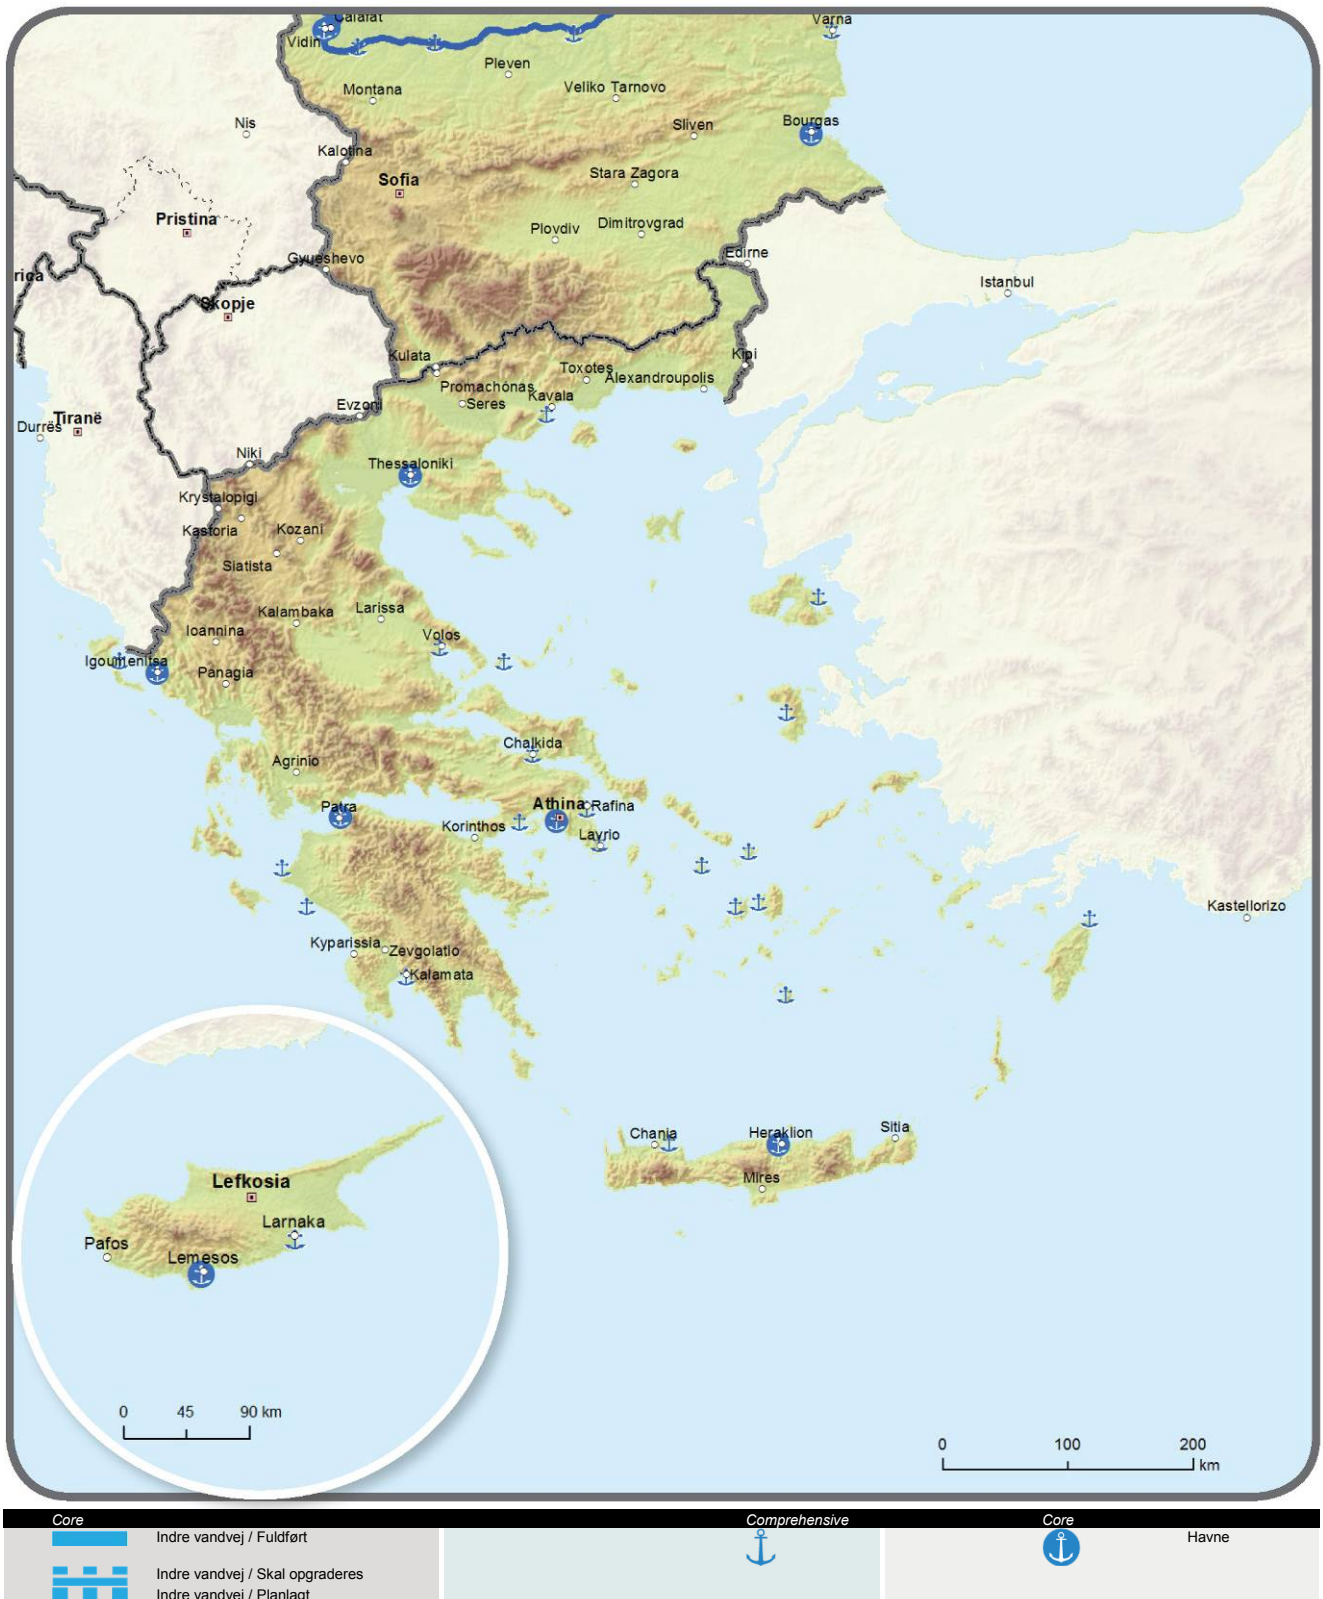 Calafat
Varna
Vidin
Pleven
Montana
Veliko Tarnovo
Nis
Sliven
Bourgas
Kalotina
Sofia
Stara Zagora
Pristina
Plovdiv
Dimitrovgrad
Gyueshevo
Edirne
rica
Istanbul
Skopje
Kulata
Kipi
Toxotes
Alexandroupolis
Promachónas
Kavala
Evzoni
Seres
Durrës
Tiranë
Niki
Thessaloniki
Krystalopigi
Kastoria
Kozani
Siatista
Kalambaka
Larissa
Ioannina
Volos
Igoumenitsa
Panagia
Chalkida
Agrinio
Patra
Athina
Rafina
Korinthos
Lavrio
Kastellorizo
Kyparissia
Zevgolatio
Kalamata
Chania
Heraklion
Sitia
Mires
Lefkosia
Larnaka
Pafos
Lemesos
0 45 90 km
0 100 200
km
Core Comprehensive Core
Indre vandvej / Fuldført Havne
Indre vandvej / Skal opgraderes
Indre vandvej / Planlagt